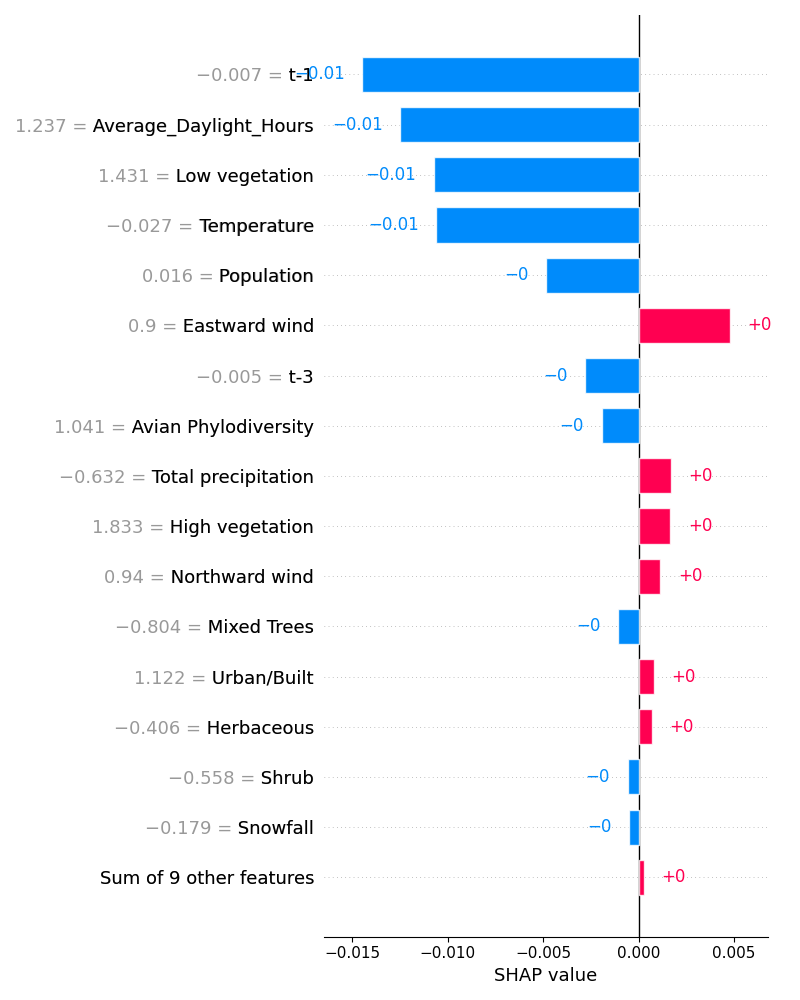 −0.007 = t-1 −0.01
1.237 = Average_Daylight_Hours −0.01
1.431 = Low vegetation −0.01
−0.027 = Temperature −0.01
0.016 = Population −0
0.9 = Eastward wind +0
−0.005 = t-3 −0
1.041 = Avian Phylodiversity −0
−0.632 = Total precipitation +0
1.833 = High vegetation +0
0.94 = Northward wind +0
−0.804 = Mixed Trees −0
1.122 = Urban/Built +0
−0.406 = Herbaceous +0
−0.558 = Shrub −0
−0.179 = Snowfall −0
Sum of 9 other features +0
−0.015 −0.010 −0.005 0.000 0.005
SHAP value